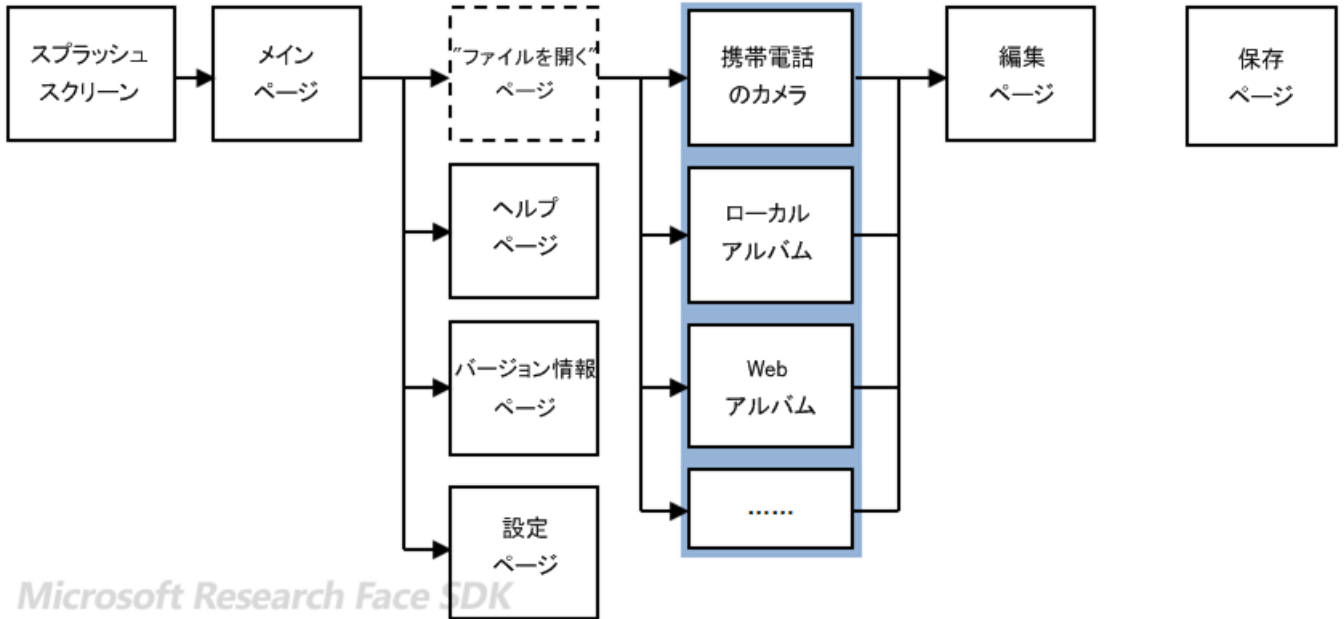 スプラッシュ
スクリーン
メイン
ページ
"ファイルを開く"
ページ
携帯電話
のカメラ
編集
ページ
保存
ページ
ヘルプ
ページ
ローカル
アルバム
バージョン情報
ページ
Web
アルバム
設定
ページ
……
Microsoft Research Face SDK